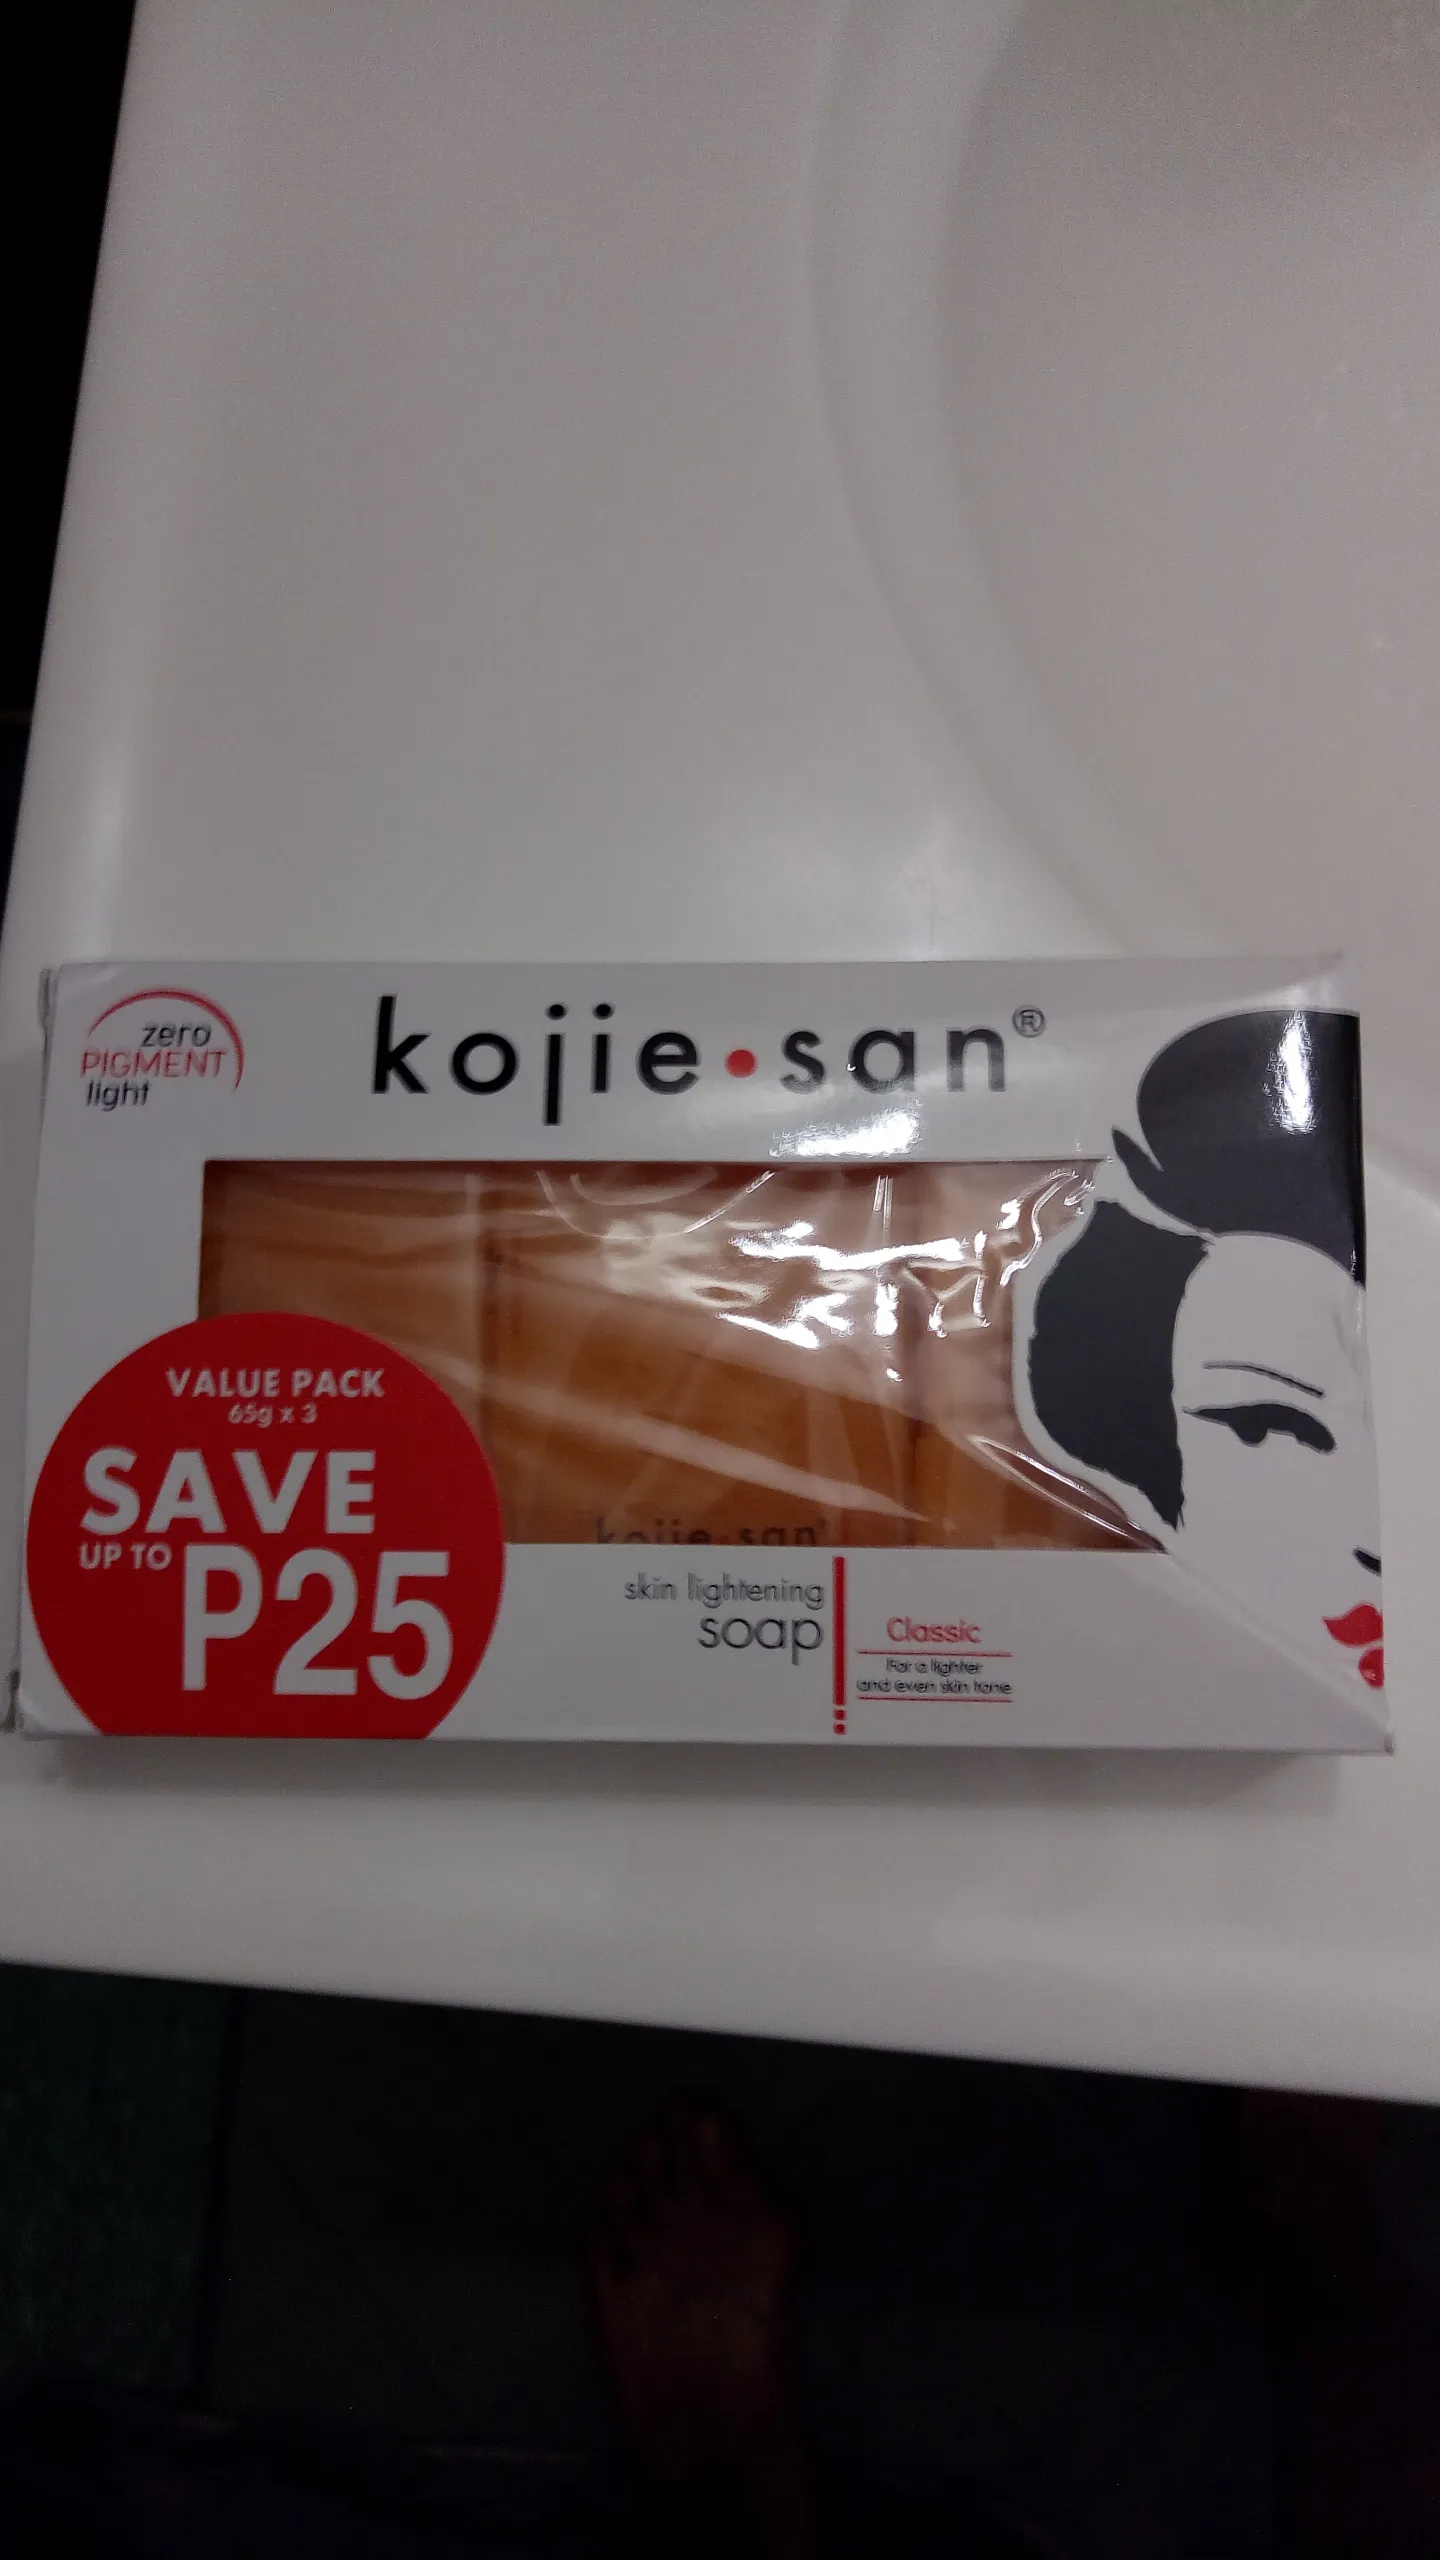 zero
PIGMENT
light
kojie•san®
VALUE PACK
65g x 3
SAVE
UP TO
P25
kojie•san
skin lightening
soap
Classic
For a lighter
and even skin tone